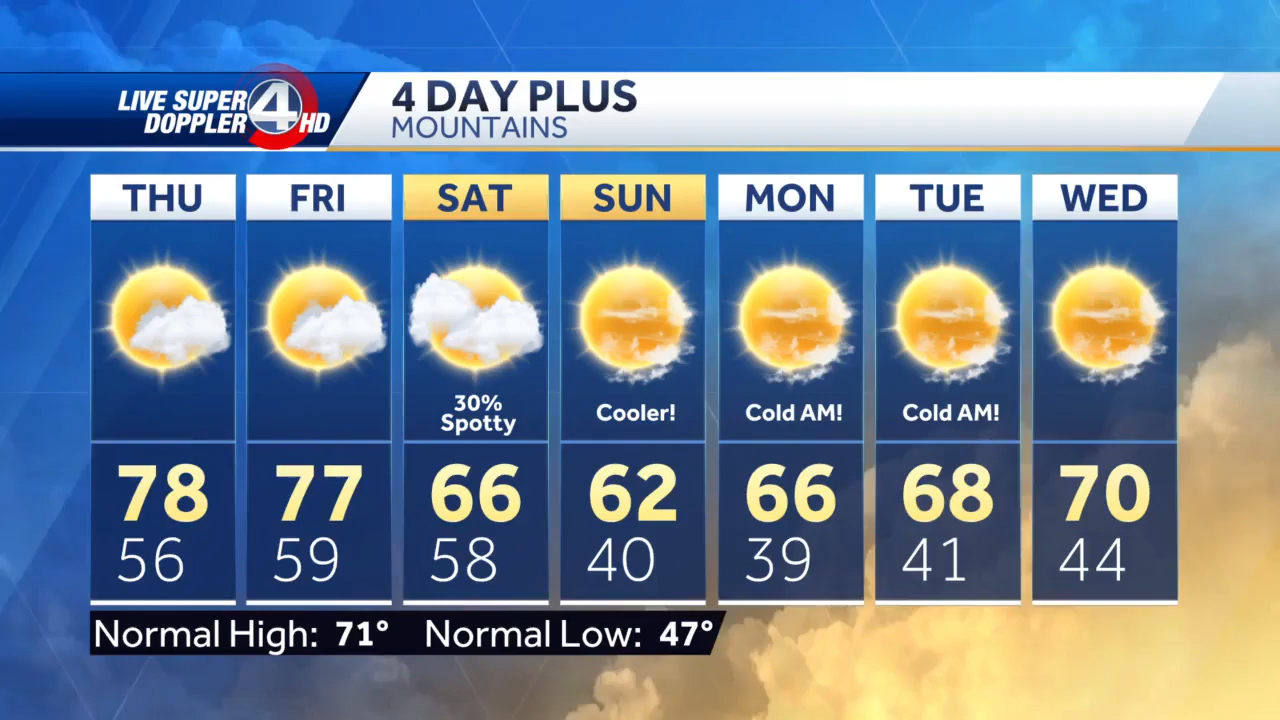 LIVE SUPER
DOPPLER 4 HD
4 DAY PLUS
MOUNTAINS
THU FRI SAT SUN MON TUE WED
30%
Spotty
Cooler!
Cold AM!
Cold AM!
78 77 66 62 66 68 70
56 59 58 40 39 41 44
Normal High: 71° Normal Low: 47°